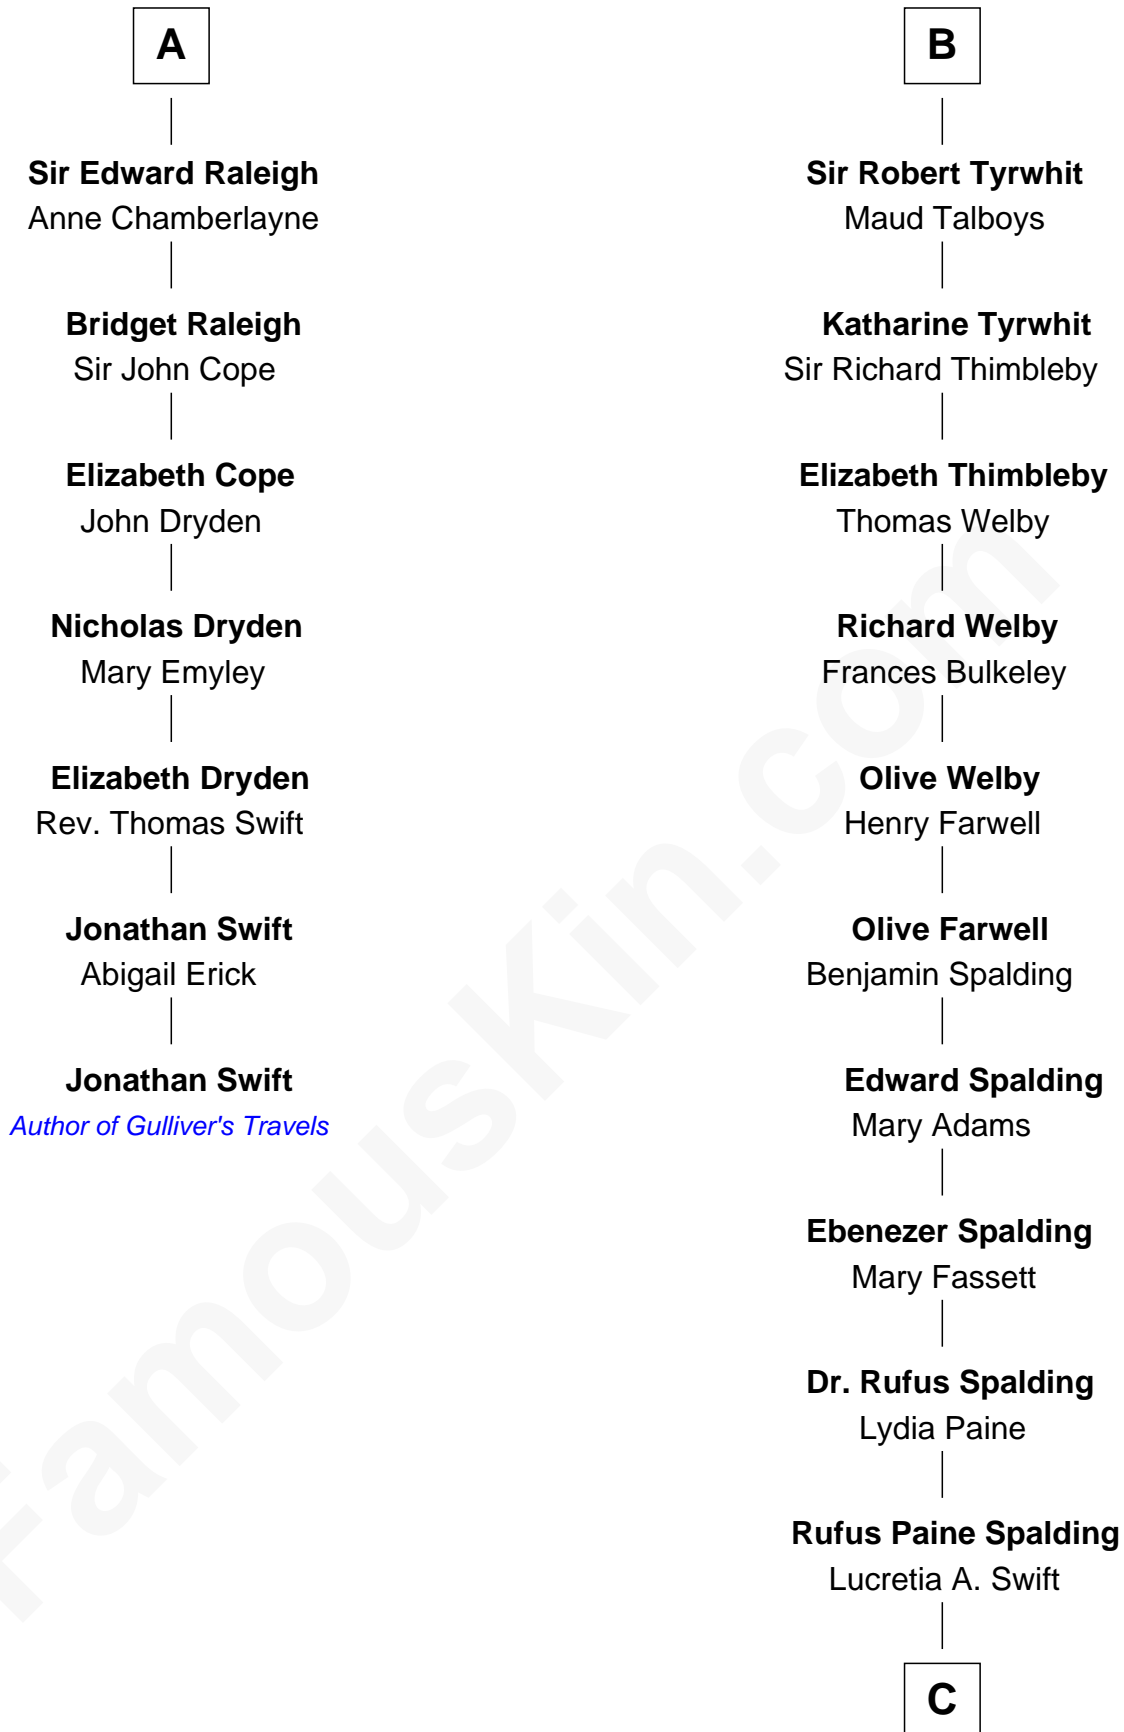 A
Sir Edward Raleigh
Anne Chamberlayne
Bridget Raleigh
Sir John Cope
Elizabeth Cope
John Dryden
Nicholas Dryden
Mary Emyley
Elizabeth Dryden
Rev. Thomas Swift
Jonathan Swift
Abigail Erick
Jonathan Swift
Author of Gulliver's Travels
B
Sir Robert Tyrwhit
Maud Talboys
Katharine Tyrwhit
Sir Richard Thimbleby
Elizabeth Thimbleby
Thomas Welby
Richard Welby
Frances Bulkeley
Olive Welby
Henry Farwell
Olive Farwell
Benjamin Spalding
Edward Spalding
Mary Adams
Ebenezer Spalding
Mary Fassett
Dr. Rufus Spalding
Lydia Paine
Rufus Paine Spalding
Lucretia A. Swift
C
FamousKin.com